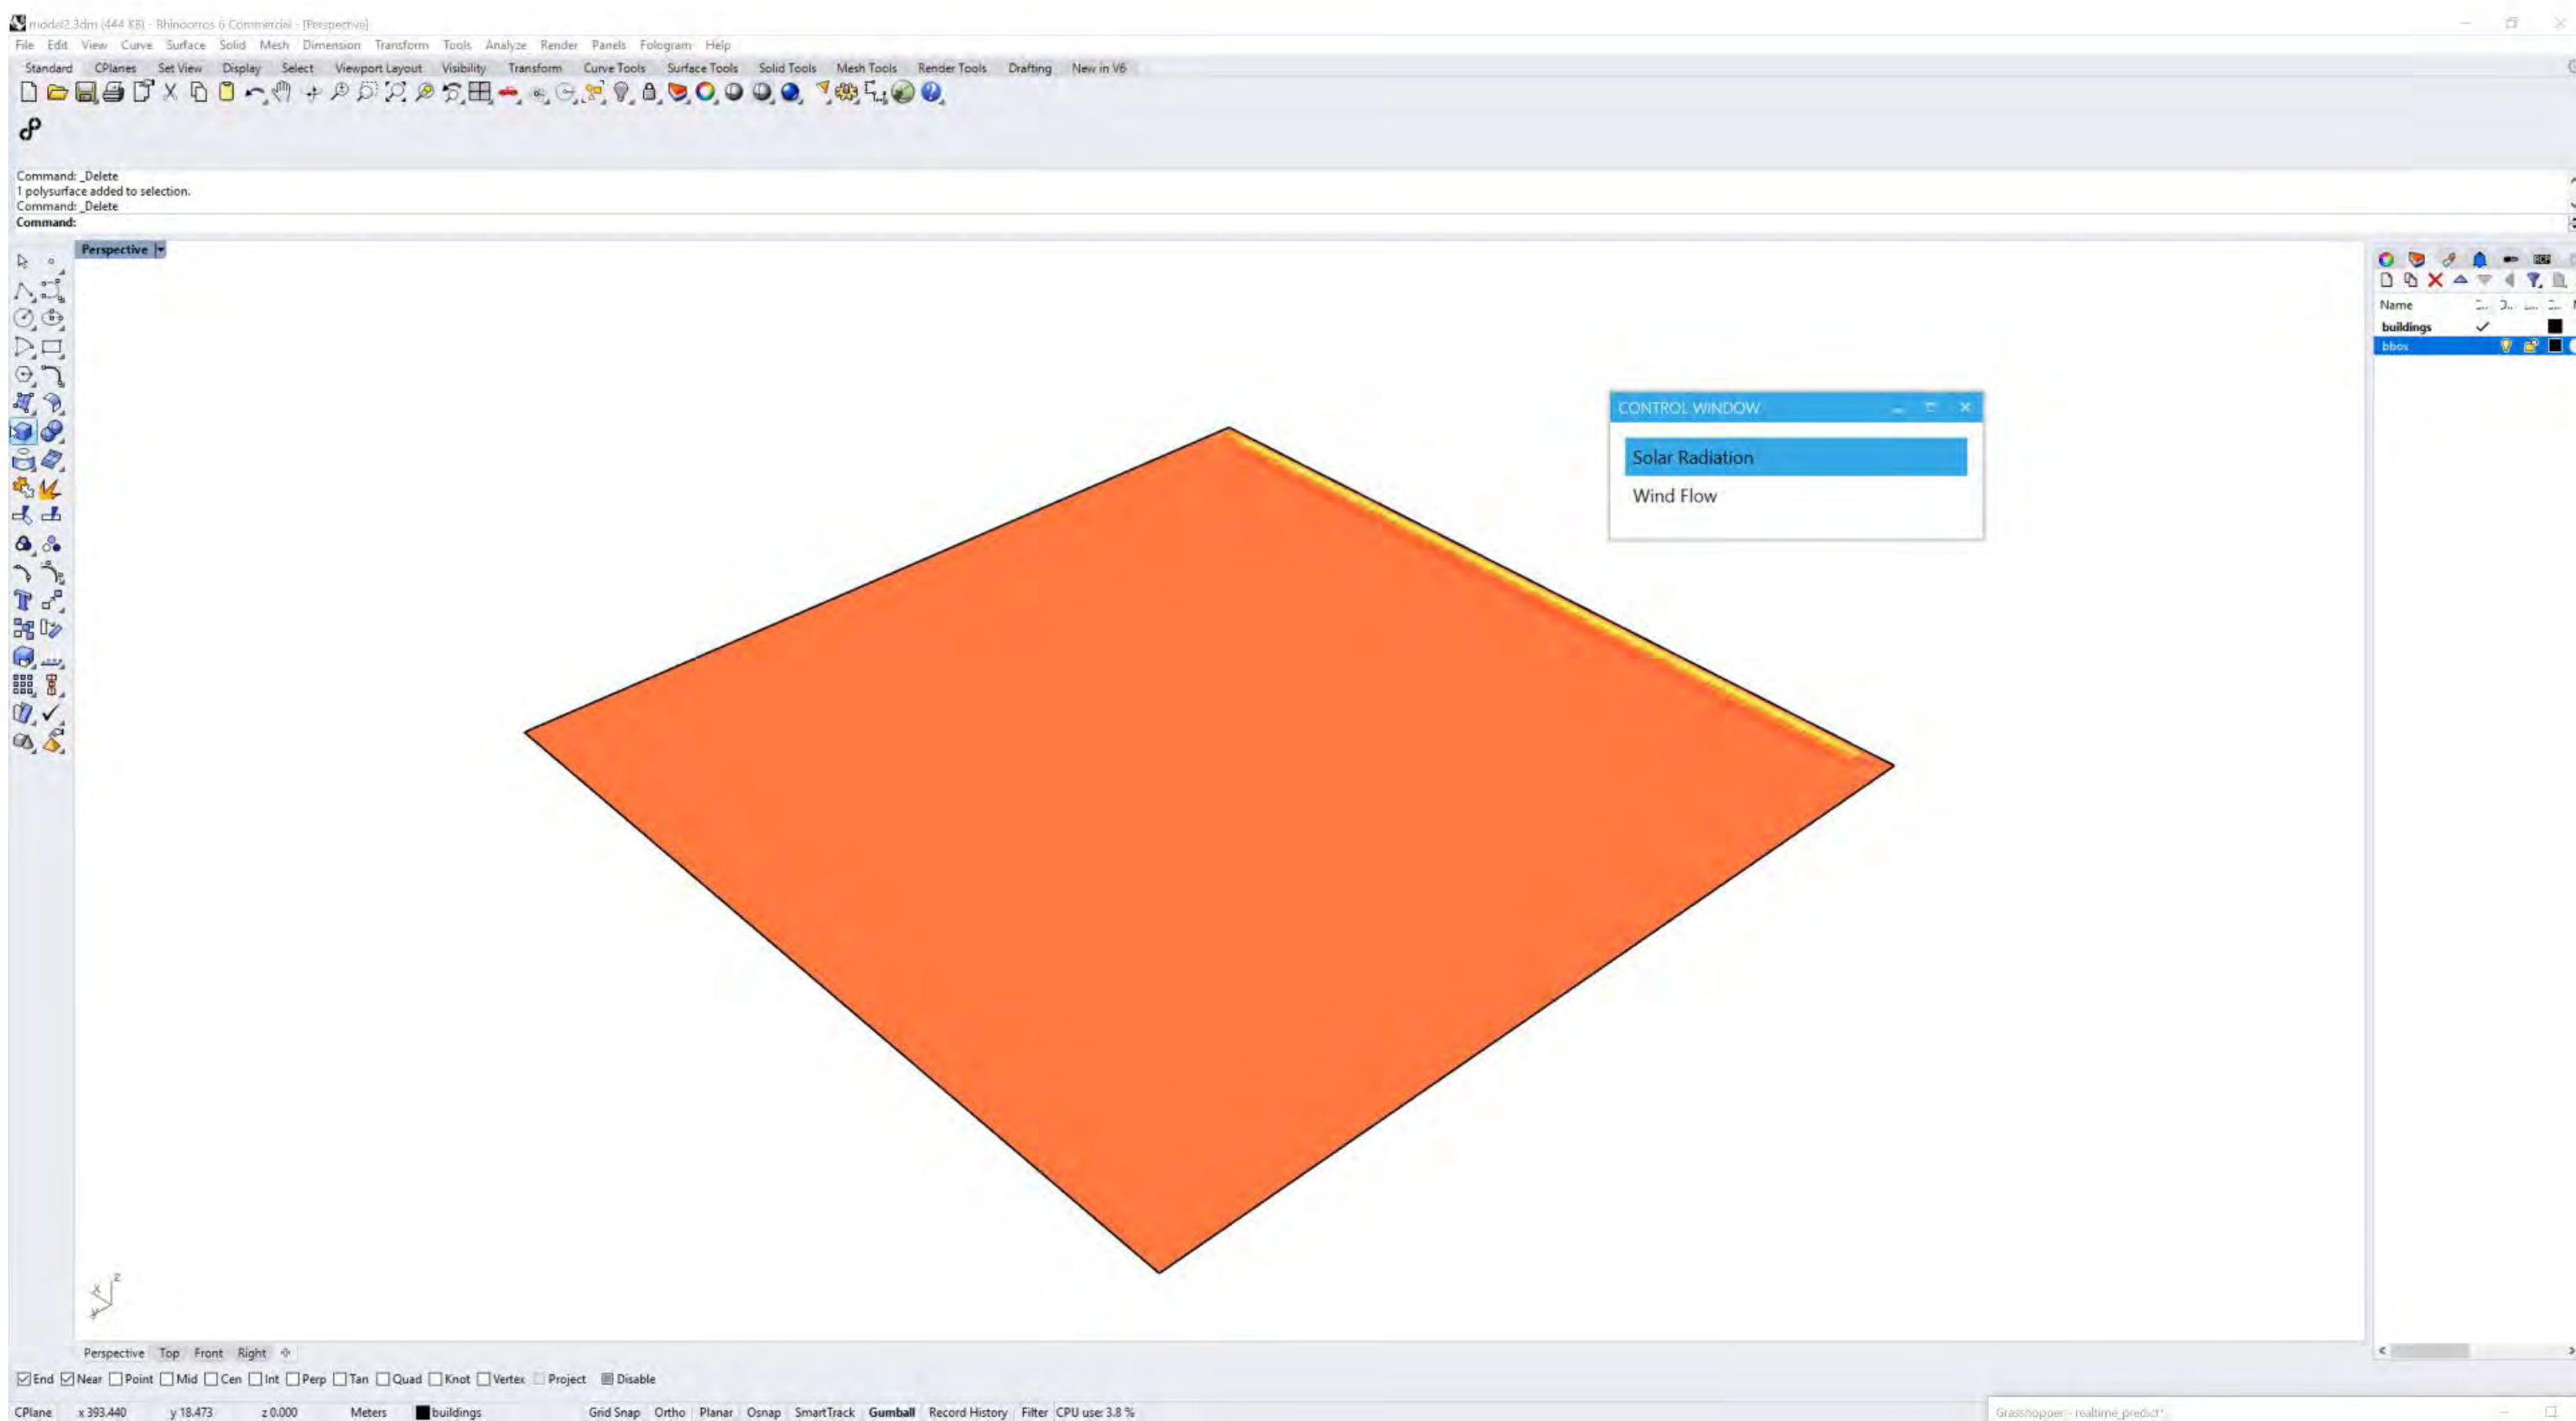 model2.3dm (444 KB) - Rhinoceros 6 Commercial - [Perspective]
File Edit View Curve Surface Solid Mesh Dimension Transform Tools Analyze Render Panels Fologram Help
Standard CPlanes Set View Display Select Viewport Layout Visibility Transform Curve Tools Surface Tools Solid Tools Mesh Tools Render Tools Drafting New in V6
Command: _Delete
1 polysurface added to selection.
Command: _Delete
Command:
Perspective
Name
buildings
bbox
CONTROL WINDOW
Solar Radiation
Wind Flow
z
x
y
Perspective Top Front Right
End Near Point Mid Cen Int Perp Tan Quad Knot Vertex Project Disable
CPlane x 393.440 y 18.473 z 0.000 Meters buildings Grid Snap Ortho Planar Osnap SmartTrack Gumball Record History Filter CPU use: 3.8 %
Grasshopper - realtime_predict*